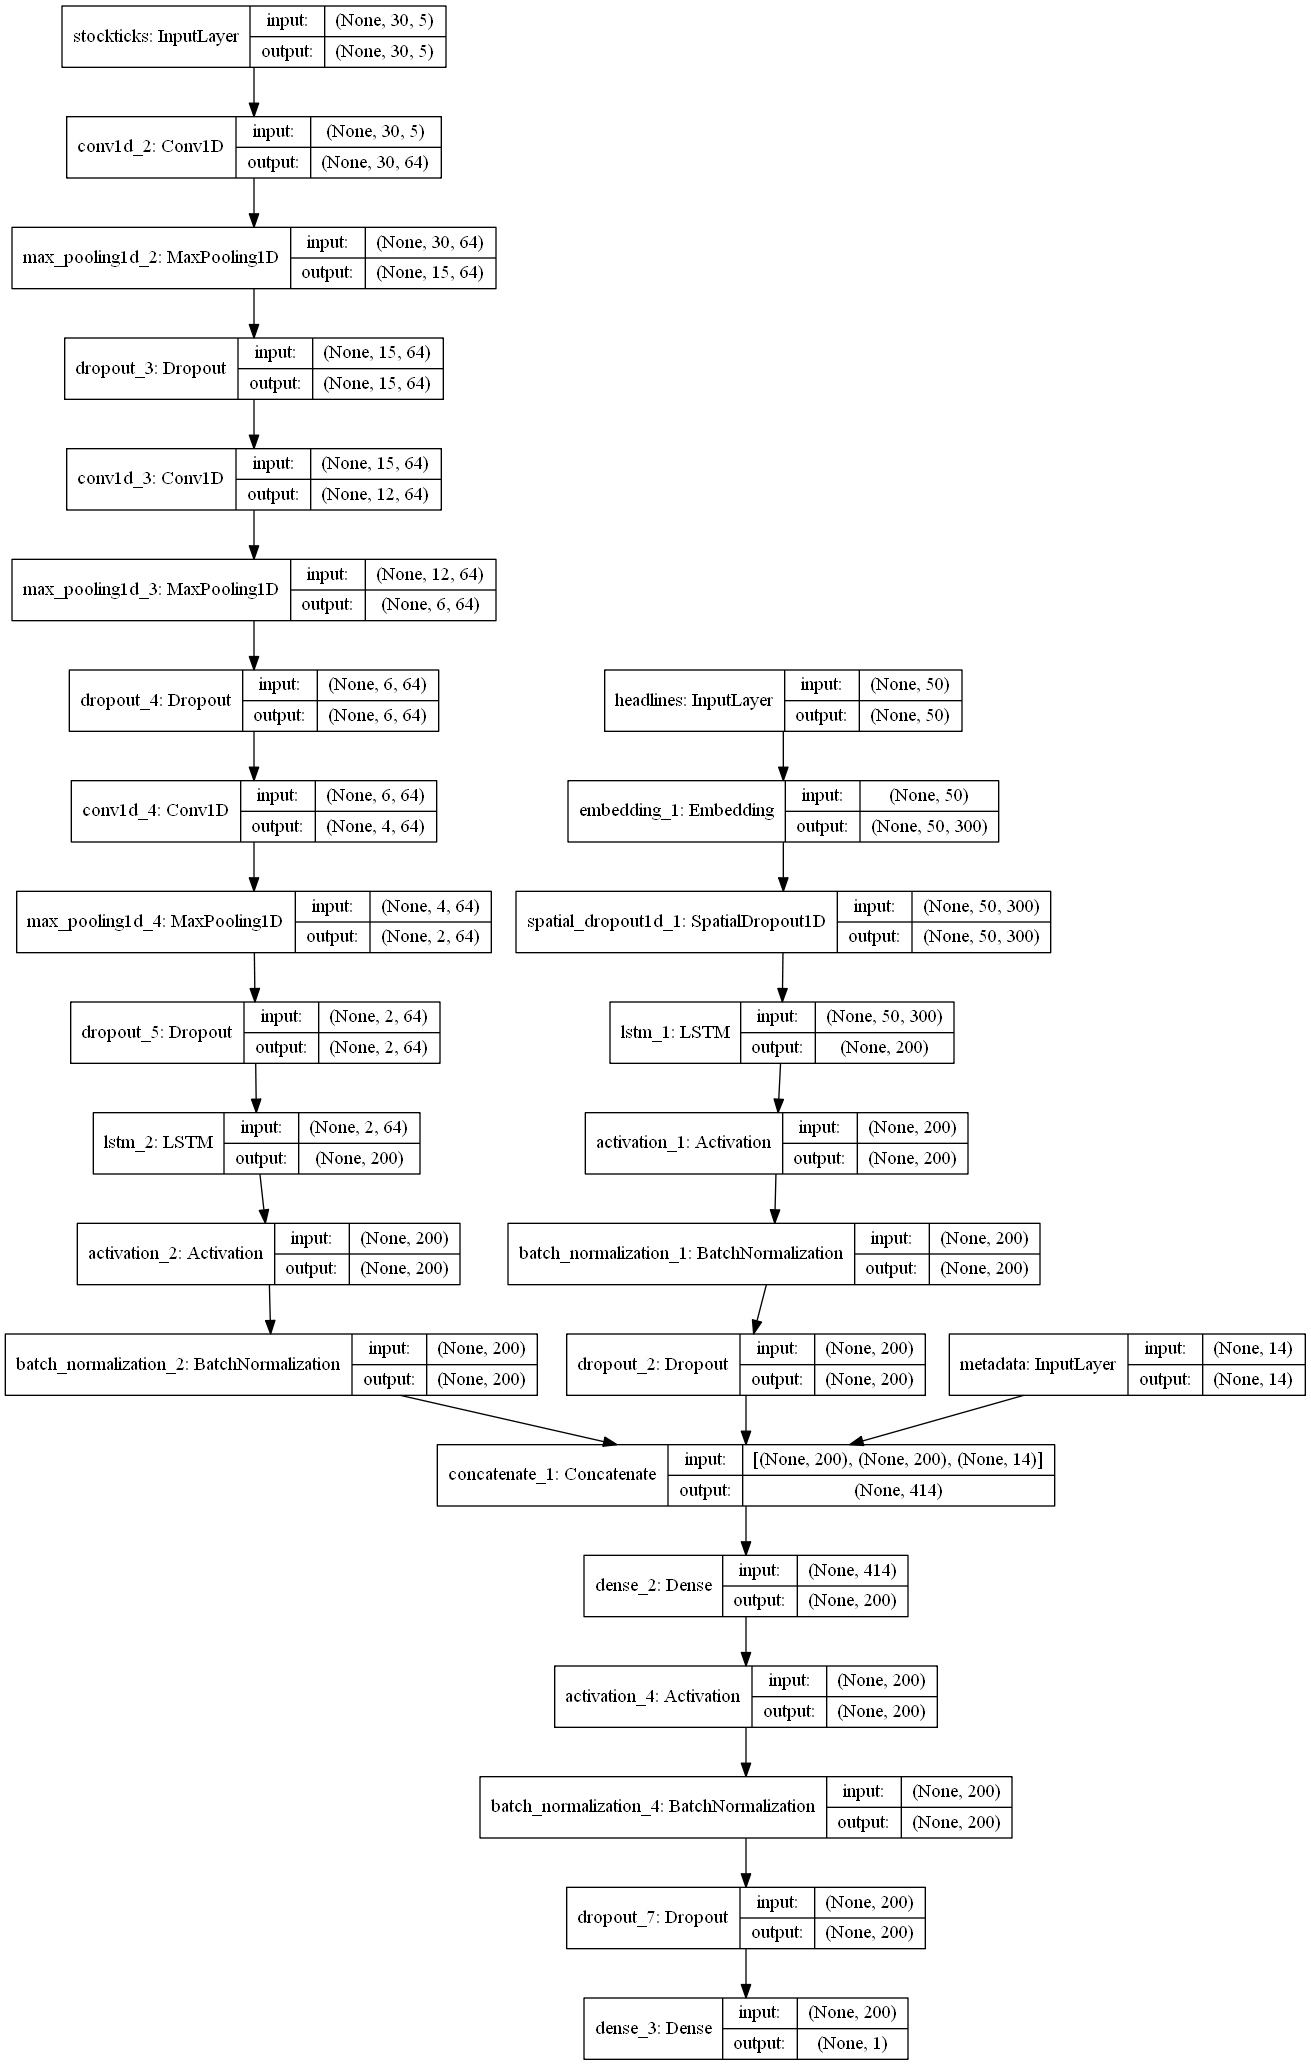 stockticks: InputLayer
input: (None, 30, 5)
output: (None, 30, 5)
conv1d_2: Conv1D
input: (None, 30, 5)
output: (None, 30, 64)
max_pooling1d_2: MaxPooling1D
input: (None, 30, 64)
output: (None, 15, 64)
dropout_3: Dropout
input: (None, 15, 64)
output: (None, 15, 64)
conv1d_3: Conv1D
input: (None, 15, 64)
output: (None, 12, 64)
max_pooling1d_3: MaxPooling1D
input: (None, 12, 64)
output: (None, 6, 64)
dropout_4: Dropout
input: (None, 6, 64)
output: (None, 6, 64)
conv1d_4: Conv1D
input: (None, 6, 64)
output: (None, 4, 64)
max_pooling1d_4: MaxPooling1D
input: (None, 4, 64)
output: (None, 2, 64)
dropout_5: Dropout
input: (None, 2, 64)
output: (None, 2, 64)
lstm_2: LSTM
input: (None, 2, 64)
output: (None, 200)
activation_2: Activation
input: (None, 200)
output: (None, 200)
batch_normalization_2: BatchNormalization
input: (None, 200)
output: (None, 200)
headlines: InputLayer
input: (None, 50)
output: (None, 50)
embedding_1: Embedding
input: (None, 50)
output: (None, 50, 300)
spatial_dropout1d_1: SpatialDropout1D
input: (None, 50, 300)
output: (None, 50, 300)
lstm_1: LSTM
input: (None, 50, 300)
output: (None, 200)
activation_1: Activation
input: (None, 200)
output: (None, 200)
batch_normalization_1: BatchNormalization
input: (None, 200)
output: (None, 200)
dropout_2: Dropout
input: (None, 200)
output: (None, 200)
metadata: InputLayer
input: (None, 14)
output: (None, 14)
concatenate_1: Concatenate
input: [(None, 200), (None, 200), (None, 14)]
output: (None, 414)
dense_2: Dense
input: (None, 414)
output: (None, 200)
activation_4: Activation
input: (None, 200)
output: (None, 200)
batch_normalization_4: BatchNormalization
input: (None, 200)
output: (None, 200)
dropout_7: Dropout
input: (None, 200)
output: (None, 200)
dense_3: Dense
input: (None, 200)
output: (None, 1)